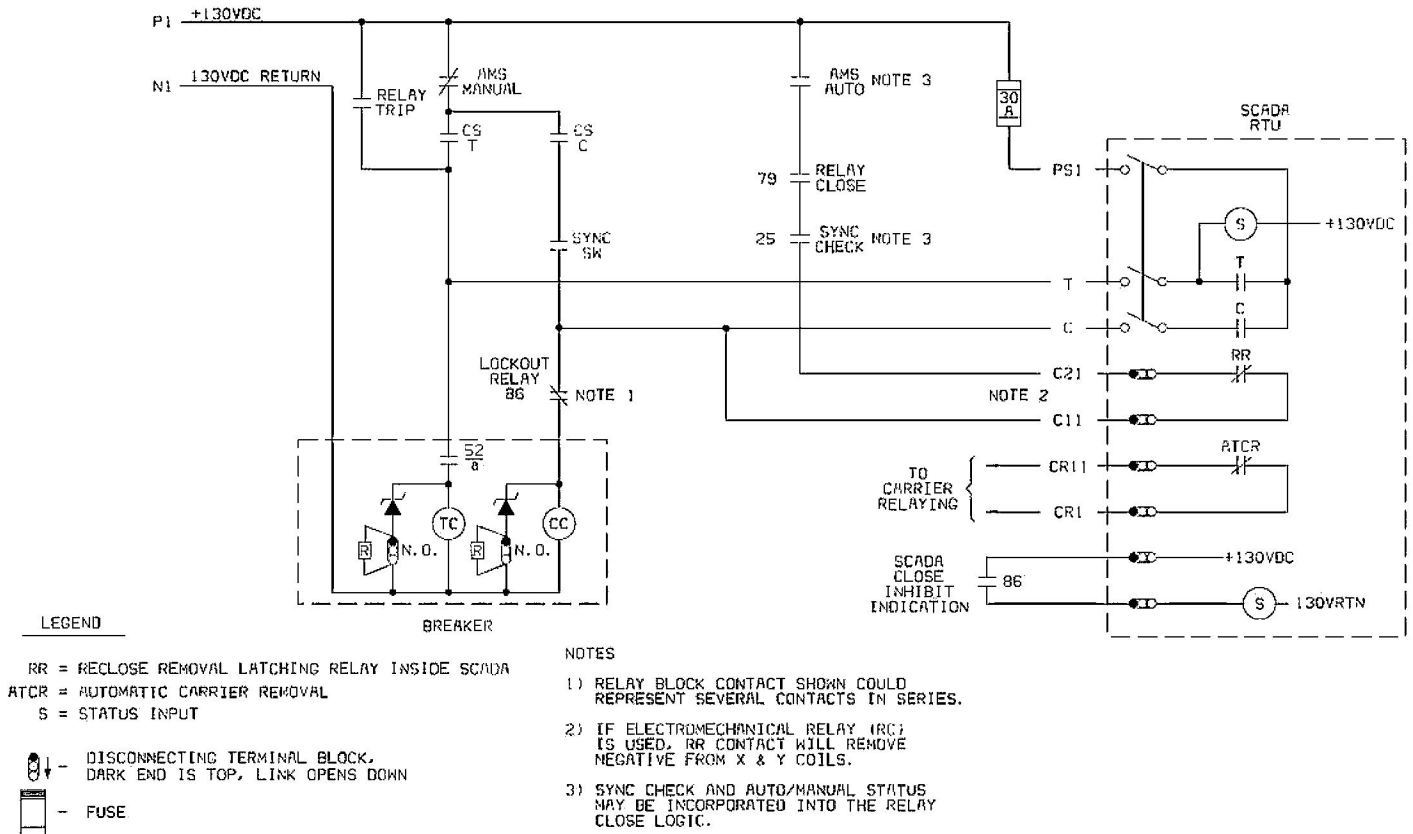 P1 +130VDC
N1 130VDC RETURN
RELAY
TRIP
AMS
MANUAL
CS
T
CS
C
SYNC
SW
AMS
AUTO
NOTE 3
79 RELAY
CLOSE
25 SYNC
CHECK
NOTE 3
30
A
SCADA
RTU
PS1
S
+130VDC
T
T
C
C
LOCKOUT
RELAY
86
NOTE 1
C21
RR
NOTE 2
C11
TO
CARRIER
RELAYING
CR11
ATCR
CR1
52
a
TC
CC
R
N.O.
R
N.O.
BREAKER
SCADA
CLOSE
INHIBIT
INDICATION
86
+130VDC
S
130VRTN
LEGEND
RR = RECLOSE REMOVAL LATCHING RELAY INSIDE SCADA
ATCR = AUTOMATIC CARRIER REMOVAL
S = STATUS INPUT
- DISCONNECTING TERMINAL BLOCK,
DARK END IS TOP, LINK OPENS DOWN
- FUSE
NOTES
1) RELAY BLOCK CONTACT SHOWN COULD
REPRESENT SEVERAL CONTACTS IN SERIES.
2) IF ELECTROMECHANICAL RELAY (RC)
IS USED, RR CONTACT WILL REMOVE
NEGATIVE FROM X & Y COILS.
3) SYNC CHECK AND AUTO/MANUAL STATUS
MAY BE INCORPORATED INTO THE RELAY
CLOSE LOGIC.